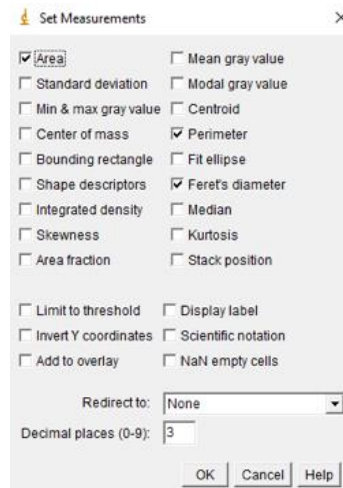 Set Measurements
Area Mean gray value
Standard deviation Modal gray value
Min & max gray value Centroid
Center of mass Perimeter
Bounding rectangle Fit ellipse
Shape descriptors Feret's diameter
Integrated density Median
Skewness Kurtosis
Area fraction Stack position
Limit to threshold Display label
Invert Y coordinates Scientific notation
Add to overlay NaN empty cells
Redirect to: None
Decimal places (0-9): 3
OK Cancel Help